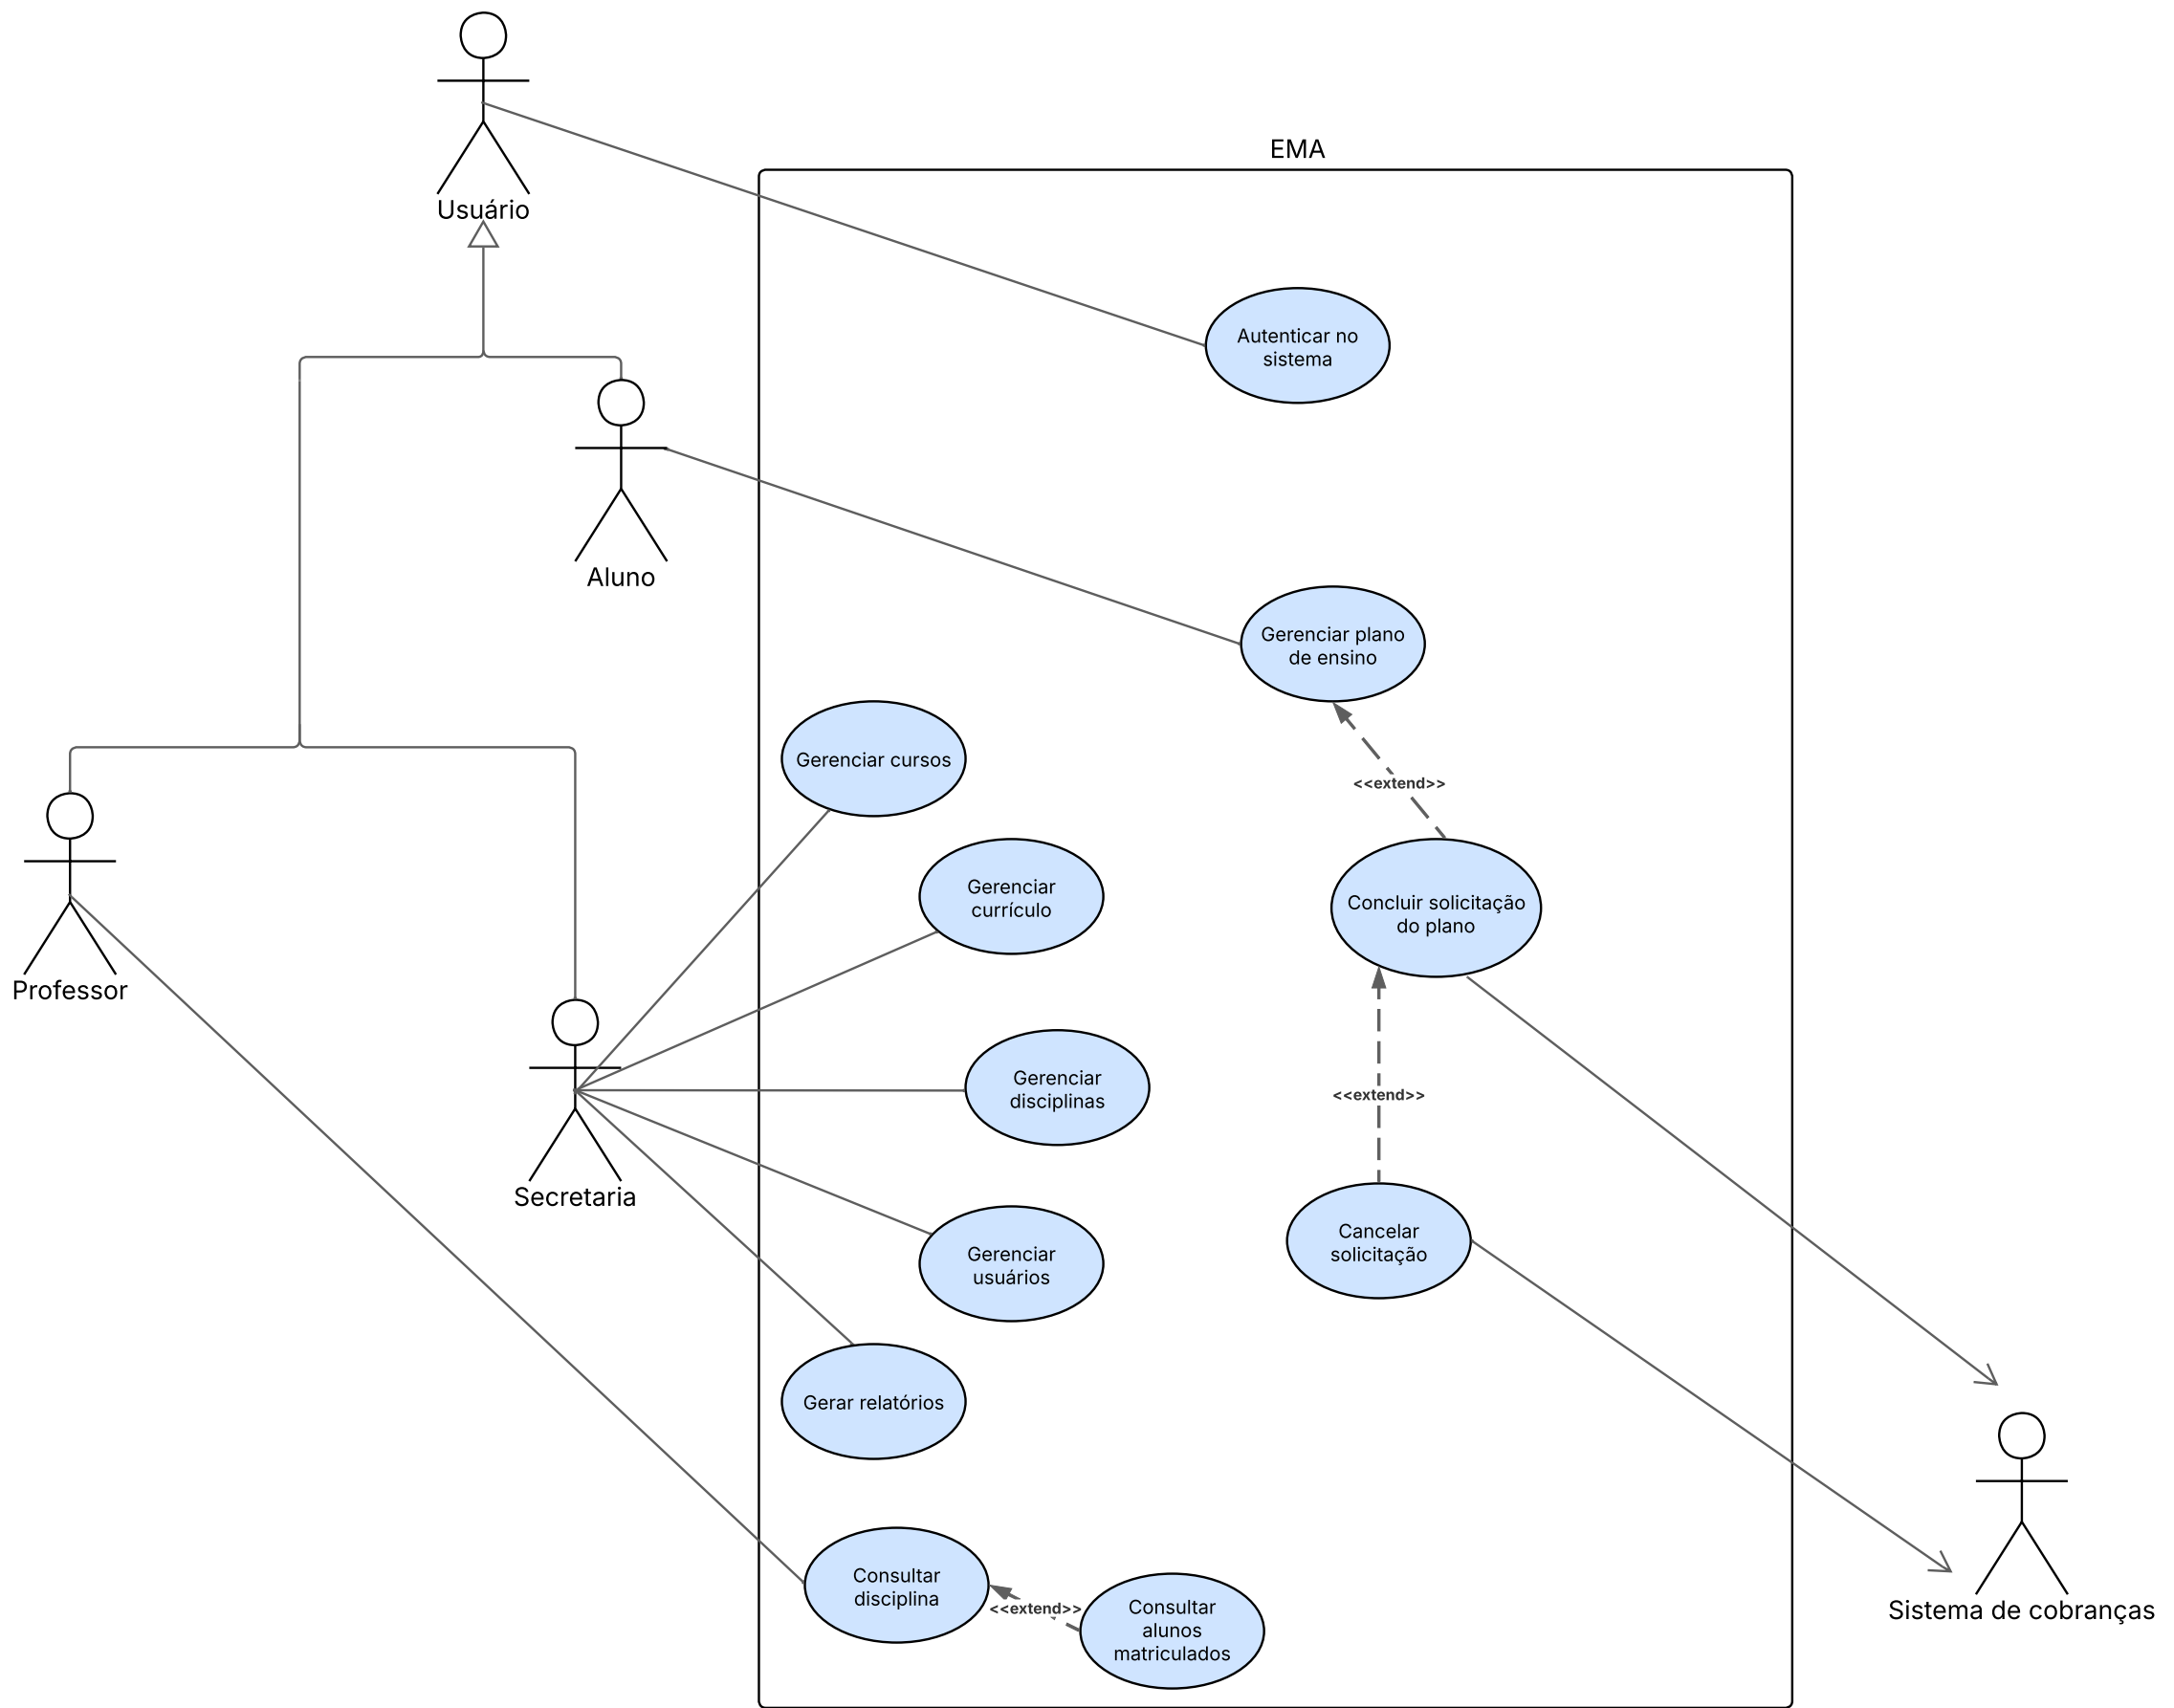 Usuário
EMA
Autenticar no
sistema
Aluno
Gerenciar plano
de ensino
Gerenciar cursos
<<extend>>
Gerenciar
currículo
Concluir solicitação
do plano
Professor
Gerenciar
disciplinas
<<extend>>
Secretaria
Gerenciar
usuários
Cancelar
solicitação
Gerar relatórios
Consultar
disciplina
<<extend>>
Consultar
alunos
matriculados
Sistema de cobranças